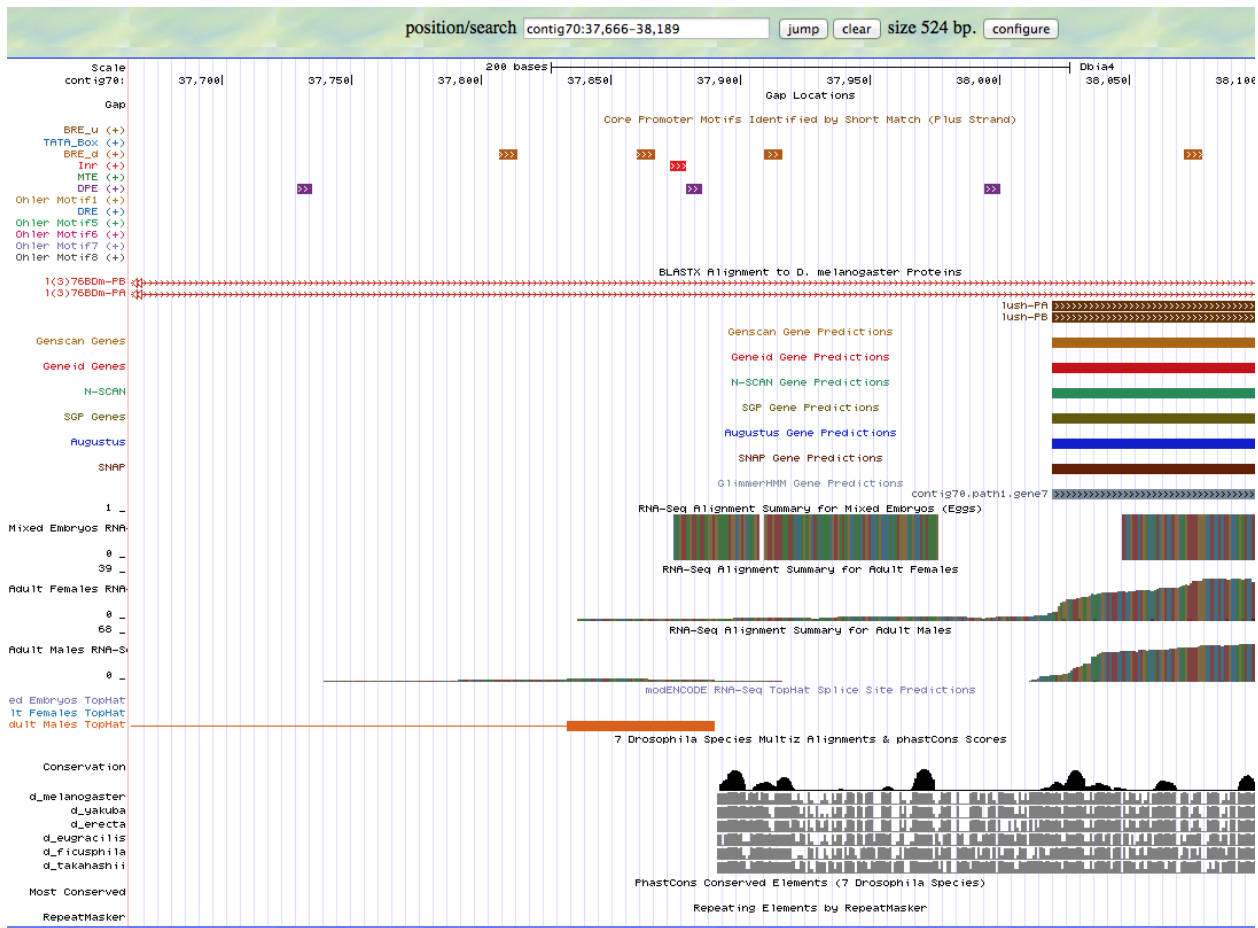 position/search contig70:37,666-38,189 jump clear size 524 bp. configure
Scale 200 bases Dbia4
contig70: 37,700 37,750 37,800 37,850 37,900 37,950 38,000 38,050 38,100
Gap Locations
Gap
Core Promoter Motifs Identified by Short Match (Plus Strand)
BRE_u (+)
TATA_Box (+)
BRE_d (+)
Inr (+)
MTE (+)
DPE (+)
Ohler Motif1 (+)
DRE (+)
Ohler Motif5 (+)
Ohler Motif6 (+)
Ohler Motif7 (+)
Ohler Motif8 (+)
BLASTX Alignment to D. melanogaster Proteins
l(3)76BDm-PB
l(3)76BDm-PA
lush-PA
lush-PB
Genscan Gene Predictions
Genscan Genes
Geneid Gene Predictions
Geneid Genes
N-SCAN Gene Predictions
N-SCAN
SGP Gene Predictions
SGP Genes
Augustus Gene Predictions
Augustus
SNAP Gene Predictions
SNAP
GlimmerHMM Gene Predictions
contig70.path1.gene7
RNA-Seq Alignment Summary for Mixed Embryos (Eggs)
1 _
Mixed Embryos RNA-
0 _
RNA-Seq Alignment Summary for Adult Females
39 _
Adult Females RNA-
0 _
RNA-Seq Alignment Summary for Adult Males
68 _
Adult Males RNA-S
0 _
modENCODE RNA-Seq TopHat Splice Site Predictions
ed Embryos TopHat
lt Females TopHat
dult Males TopHat
7 Drosophila Species Multiz Alignments & phastCons Scores
Conservation
d_melanogaster
d_yakuba
d_erecta
d_eugracilis
d_ficusphila
d_takahashii
PhastCons Conserved Elements (7 Drosophila Species)
Most Conserved
Repeating Elements by RepeatMasker
RepeatMasker